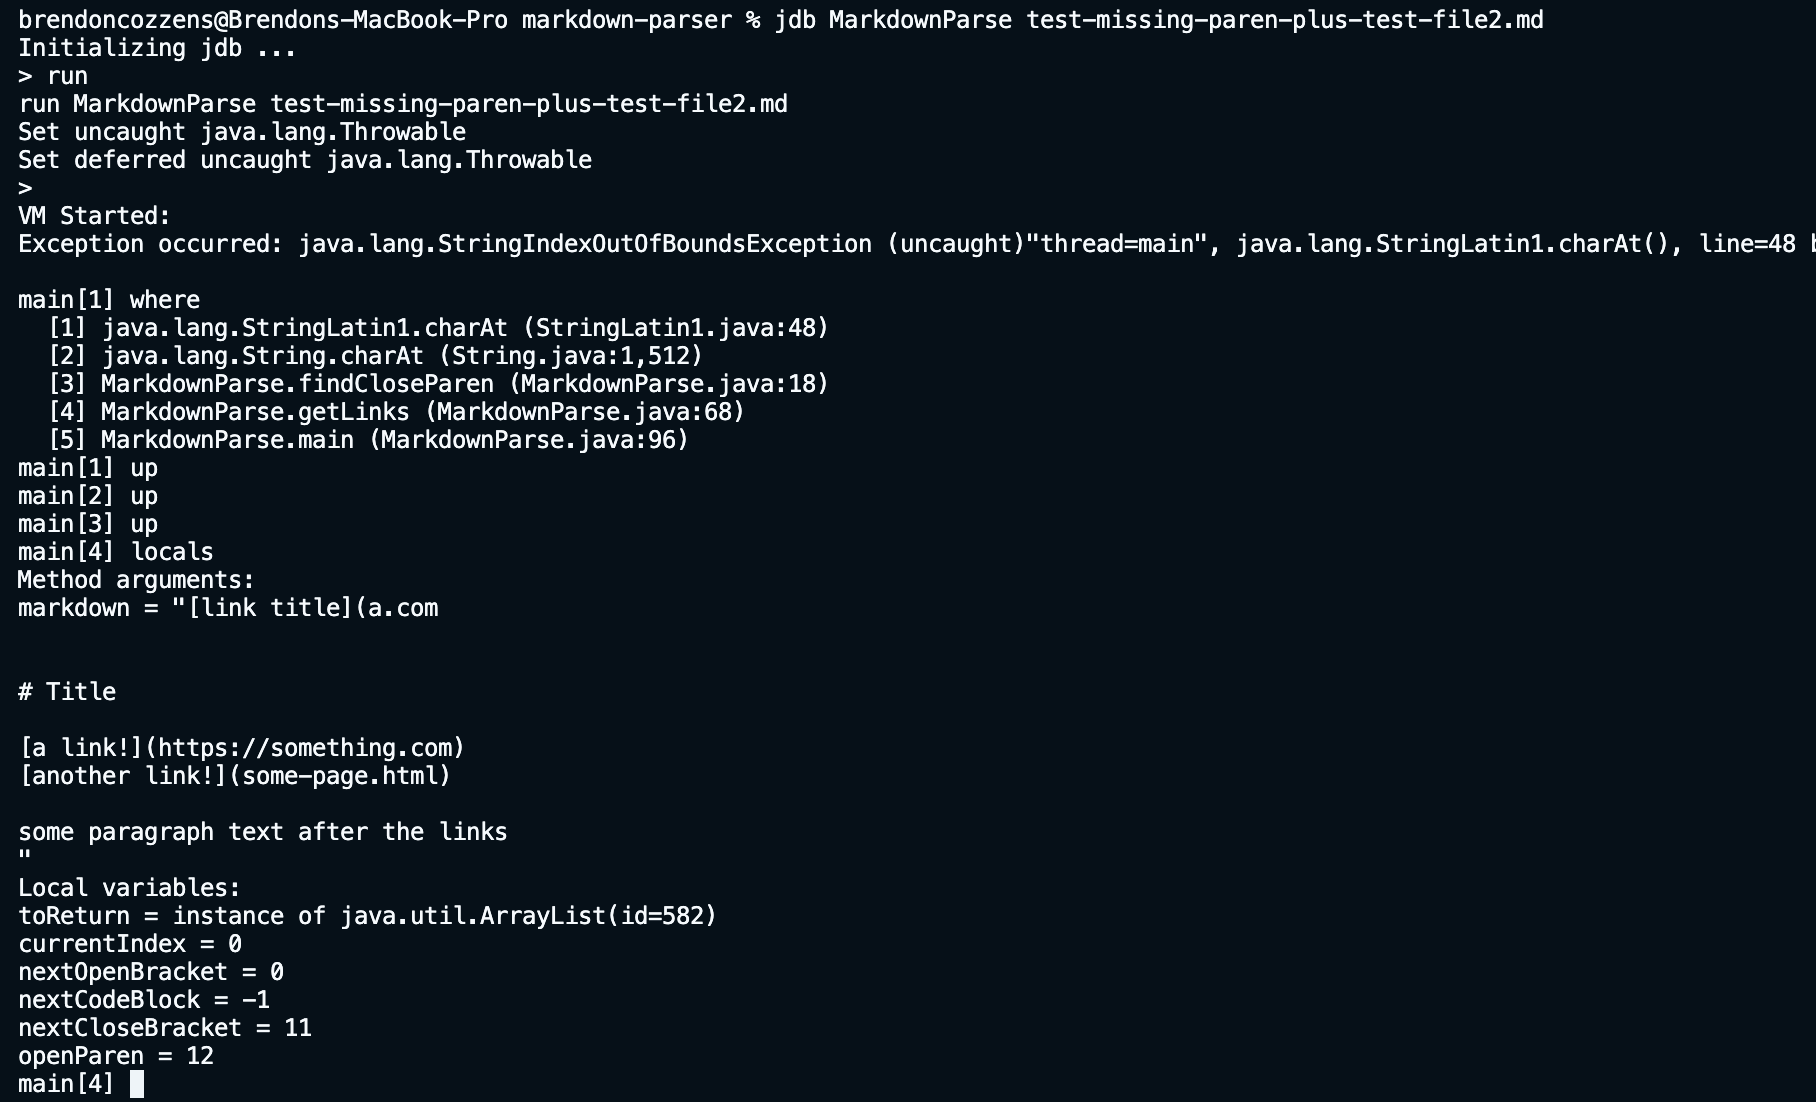 brendoncozzens@Brendons-MacBook-Pro markdown-parser % jdb MarkdownParse test-missing-paren-plus-test-file2.md
Initializing jdb ...
> run
run MarkdownParse test-missing-paren-plus-test-file2.md
Set uncaught java.lang.Throwable
Set deferred uncaught java.lang.Throwable
>
VM Started:
Exception occurred: java.lang.StringIndexOutOfBoundsException (uncaught)"thread=main", java.lang.StringLatin1.charAt(), line=48
main[1] where
  [1] java.lang.StringLatin1.charAt (StringLatin1.java:48)
  [2] java.lang.String.charAt (String.java:1,512)
  [3] MarkdownParse.findCloseParen (MarkdownParse.java:18)
  [4] MarkdownParse.getLinks (MarkdownParse.java:68)
  [5] MarkdownParse.main (MarkdownParse.java:96)
main[1] up
main[2] up
main[3] up
main[4] locals
Method arguments:
markdown = "[link title](a.com
# Title
[a link!](https://something.com)
[another link!](some-page.html)
some paragraph text after the links
"
Local variables:
toReturn = instance of java.util.ArrayList(id=582)
currentIndex = 0
nextOpenBracket = 0
nextCodeBlock = -1
nextCloseBracket = 11
openParen = 12
main[4]